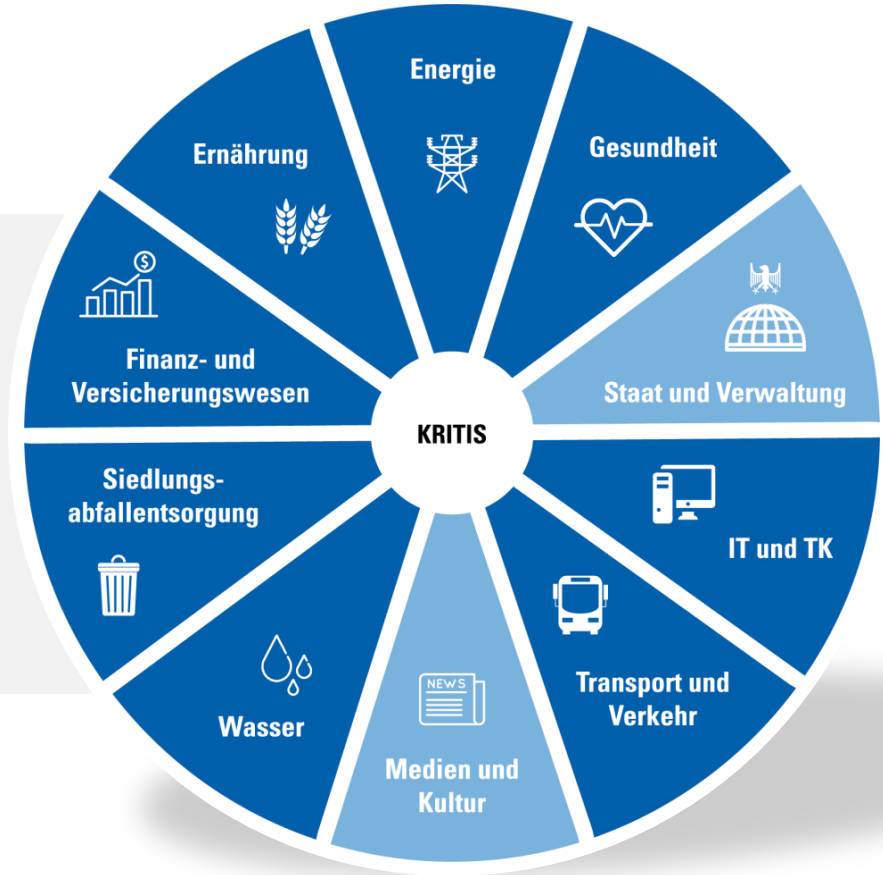 Energie
Gesundheit
Staat und Verwaltung
IT und TK
Transport und
Verkehr
NEWS
Medien und
Kultur
Wasser
Siedlungs-
abfallentsorgung
Finanz- und
Versicherungswesen
$
Ernährung
KRITIS